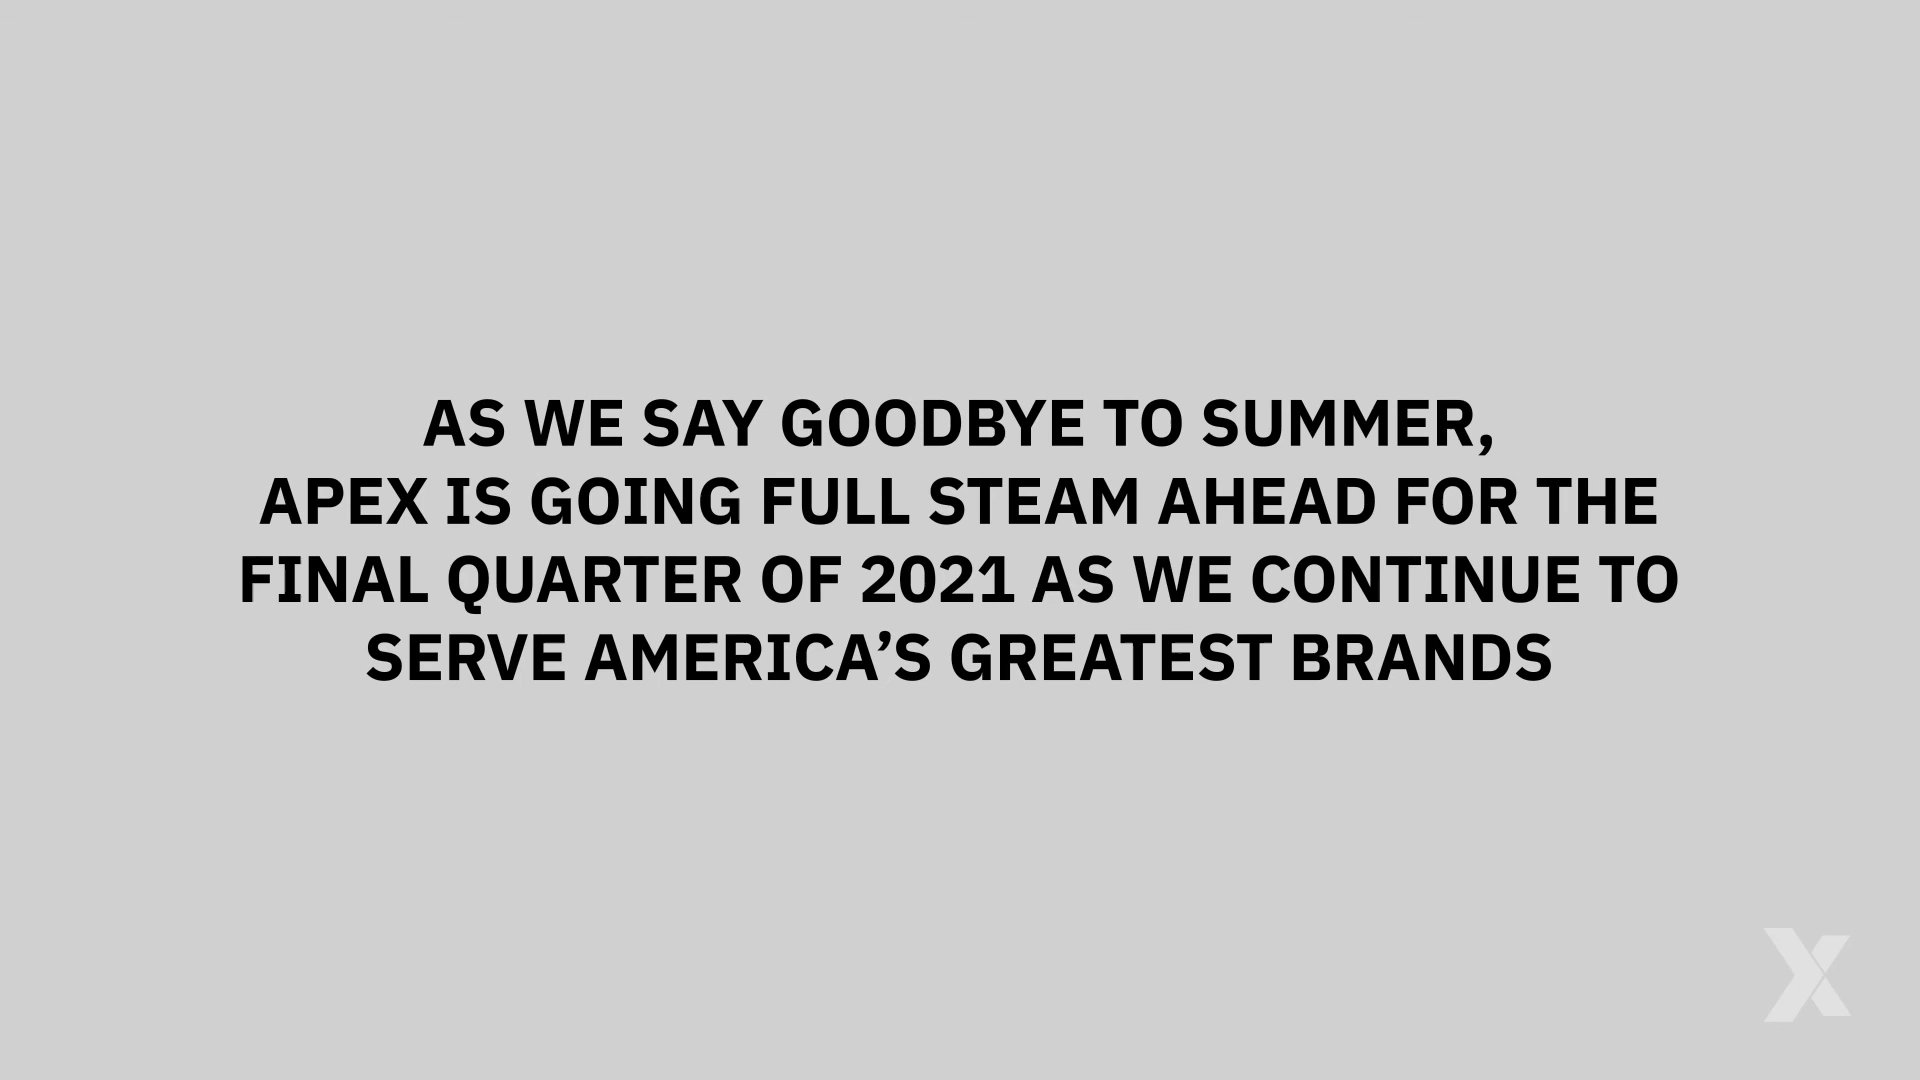 AS WE SAY GOODBYE TO SUMMER,
APEX IS GOING FULL STEAM AHEAD FOR THE
FINAL QUARTER OF 2021 AS WE CONTINUE TO
SERVE AMERICA’S GREATEST BRANDS
X